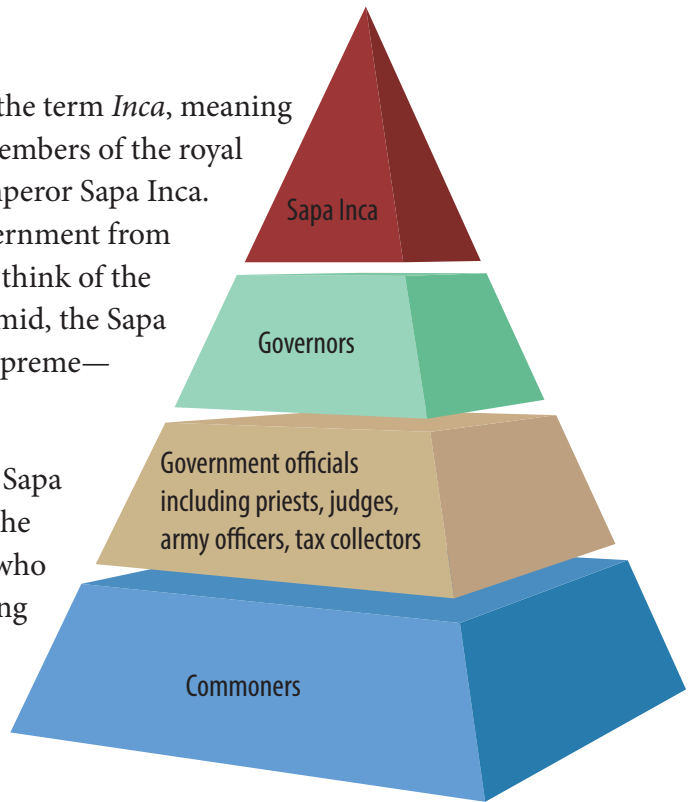 the term Inca, meaning
embers of the royal
peror Sapa Inca.
ernment from
think of the
mid, the Sapa
preme—
Sapa
he
who
ng
Sapa Inca
Governors
Government officials
including priests, judges,
army officers, tax collectors
Commoners